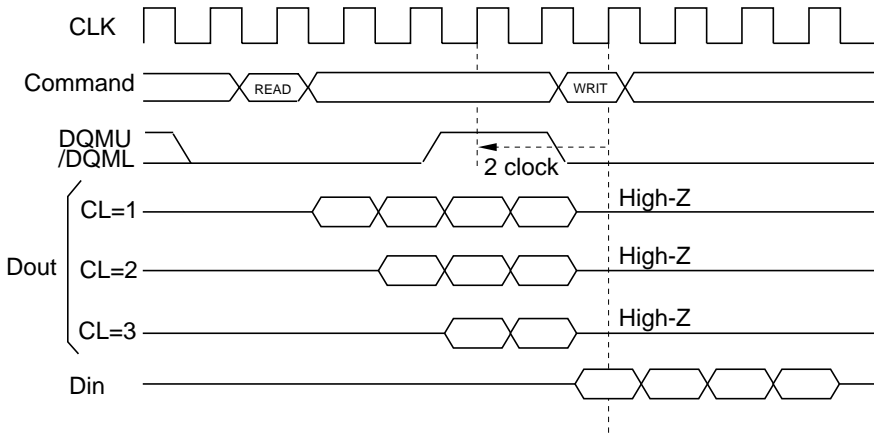 CLK
Command
READ
WRIT
DQMU
/DQML
2 clock
CL=1
High-Z
Dout
CL=2
High-Z
CL=3
High-Z
Din